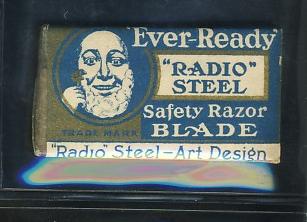 "Ever-Ready"
"RADIO"
STEEL
Safety Razor
BLADE
TRADE MARK
"Radio" Steel-Art Design